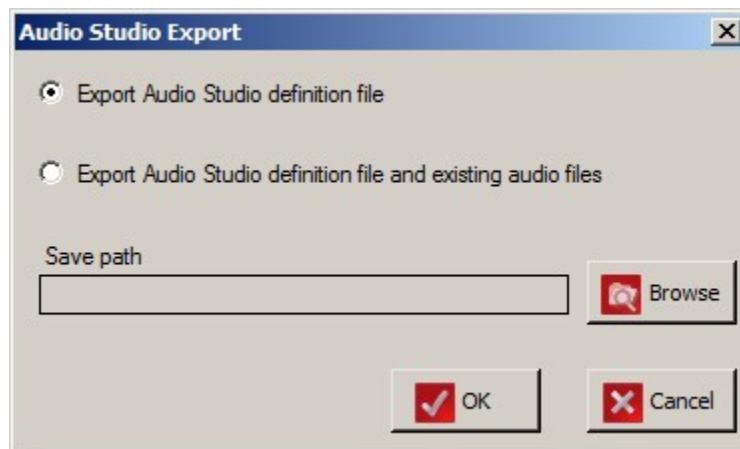 Audio Studio Export
Export Audio Studio definition file
Export Audio Studio definition file and existing audio files
Save path
Browse
OK
Cancel